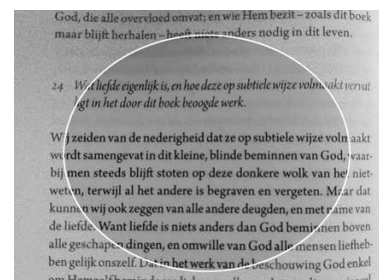 God, die alle overvloed omvat; en wie Hem bezit – zoals dit boek
maar blijft herhalen – heeft niets anders nodig in dit leven.
24 Wat liefde eigenlijk is, en hoe deze op subtiele wijze volmaakt vervat
ligt in het door dit boek beoogde werk.
Wij zeiden van de nederigheid dat ze op subtiele wijze volmaakt
wordt samengevat in dit kleine, blinde beminnen van God, waar-
bij men steeds blijft stoten op deze donkere wolk van het niet-
weten, terwijl al het andere is begraven en vergeten. Maar dat
kunnen wij ook zeggen van alle andere deugden, en met name van
de liefde. Want liefde is niets anders dan God beminnen boven
alle geschapen dingen, en omwille van God alle mensen liefheb-
ben gelijk onszelf. Dat in het werk van de beschouwing God enkel
om Hemzelf